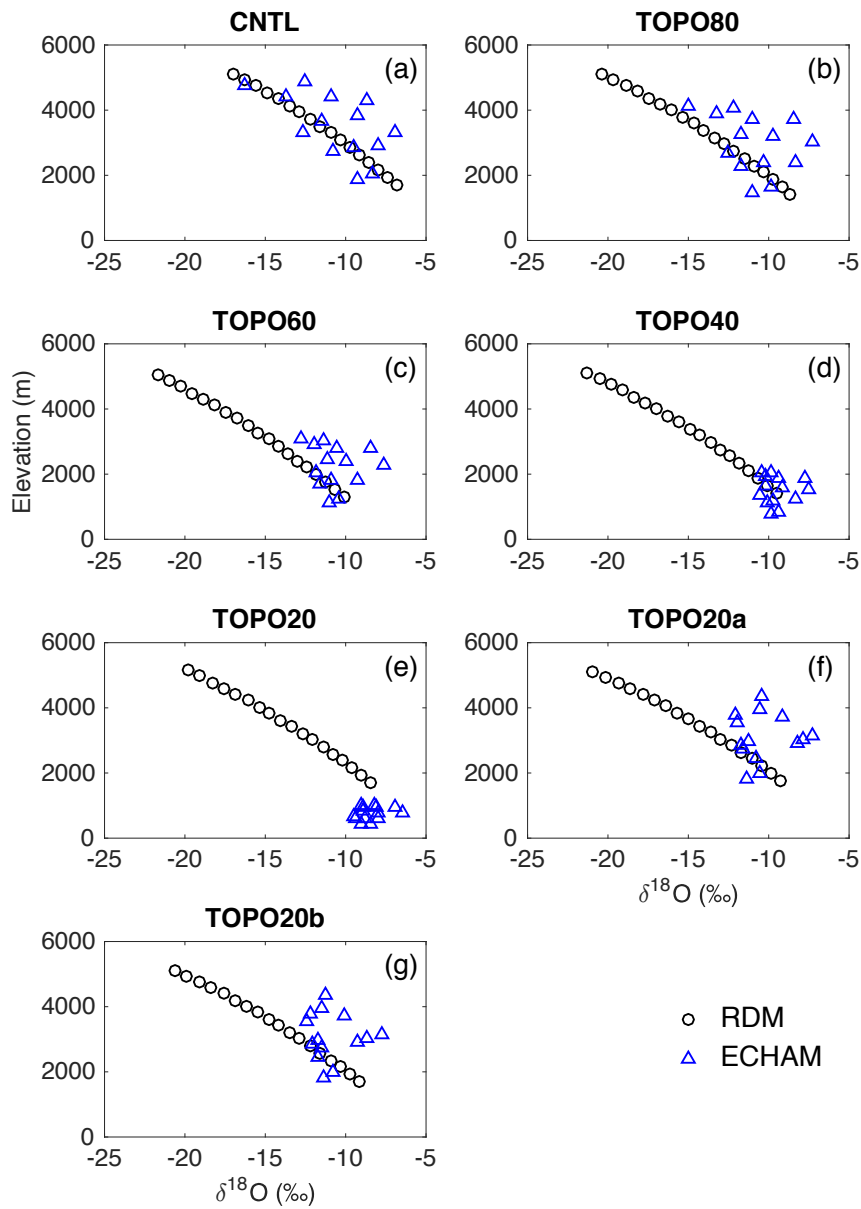 CNTL
6000
4000
2000
0
-25 -20 -15 -10 -5
(a)
TOPO80
6000
4000
2000
0
-25 -20 -15 -10 -5
(b)
TOPO60
6000
4000
2000
0
-25 -20 -15 -10 -5
(c)
Elevation (m)
TOPO40
6000
4000
2000
0
-25 -20 -15 -10 -5
(d)
TOPO20
6000
4000
2000
0
-25 -20 -15 -10 -5
(e)
TOPO20a
6000
4000
2000
0
-25 -20 -15 -10 -5
(f)
δ¹⁸O (‰)
TOPO20b
6000
4000
2000
0
-25 -20 -15 -10 -5
(g)
δ¹⁸O (‰)
RDM
ECHAM